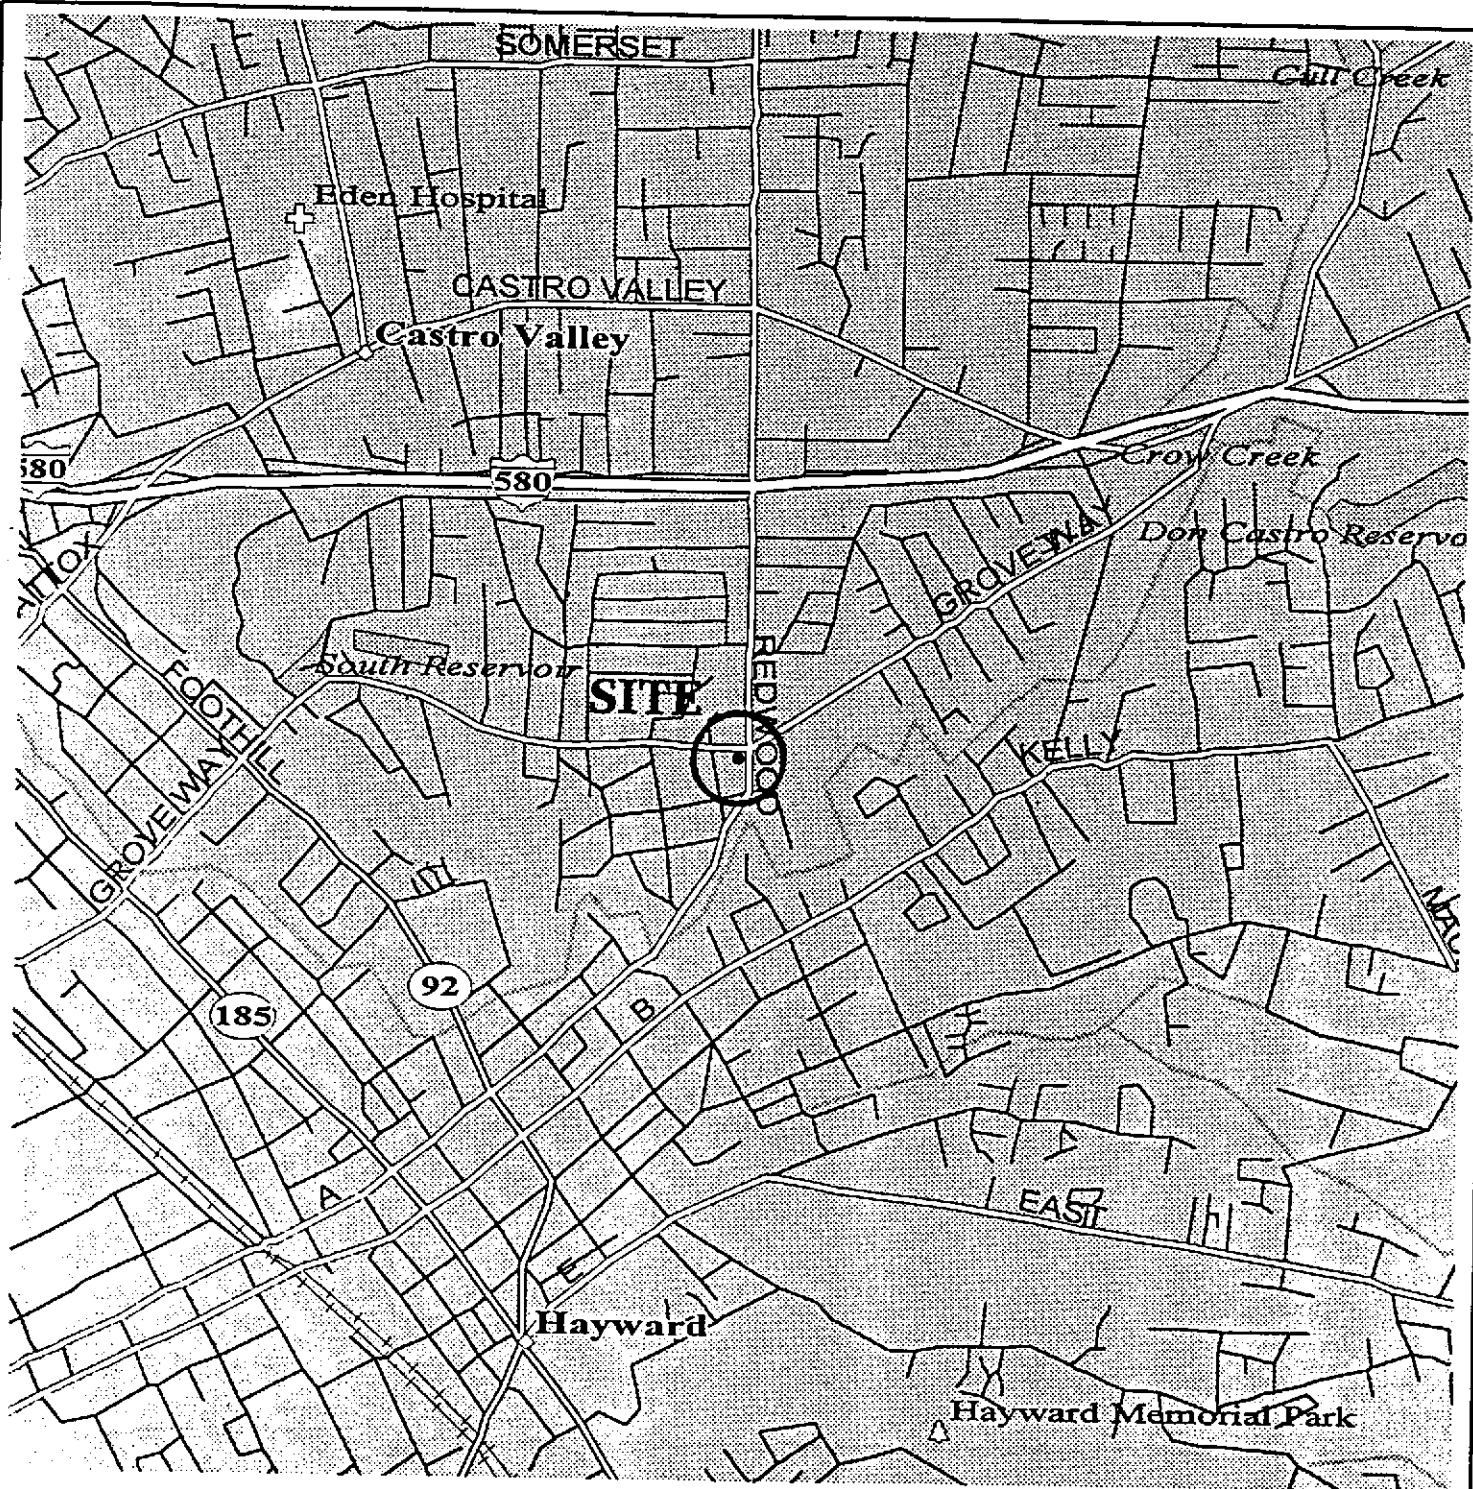 SOMERSET
Cull Creek
Eden Hospital
CASTRO VALLEY
Castro Valley
580
580
Crow Creek
GROVE WAY
Don Castro Reservo
FOOTHILL
South Reservoir
SITE
REDWOOD
KELLY
GROVE WAY
92
185
B
A
EAST
E
Hayward
Hayward Memorial Park